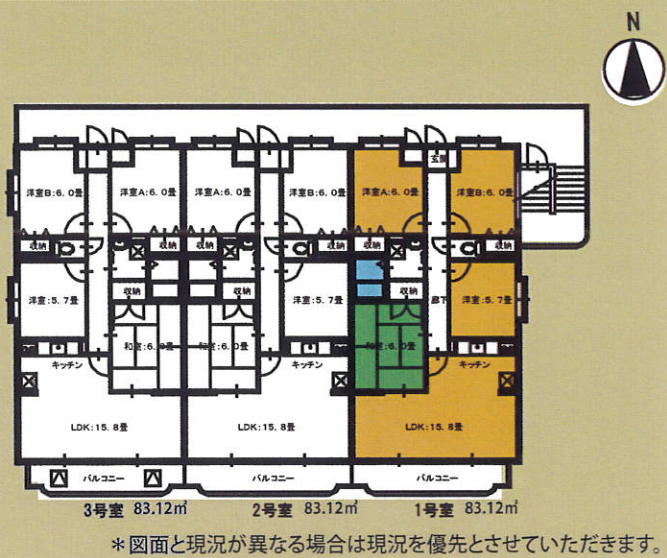 N
玄関
洋室B:6.0畳 洋室A:6.0畳 洋室A:6.0畳 洋室B:6.0畳 洋室A:6.0畳 洋室B:6.0畳
収納 収納 収納 収納 収納 収納
収納 収納 収納
洋室:5.7畳 洋室:5.7畳 廊下 洋室:5.7畳
和室:6.0畳 和室:6.0畳 和室:6.0畳
キッチン キッチン キッチン
LDK:15.8畳 LDK:15.8畳 LDK:15.8畳
バルコニー バルコニー バルコニー
3号室 83.12㎡ 2号室 83.12㎡ 1号室 83.12㎡
＊図面と現況が異なる場合は現況を優先とさせていただきます。